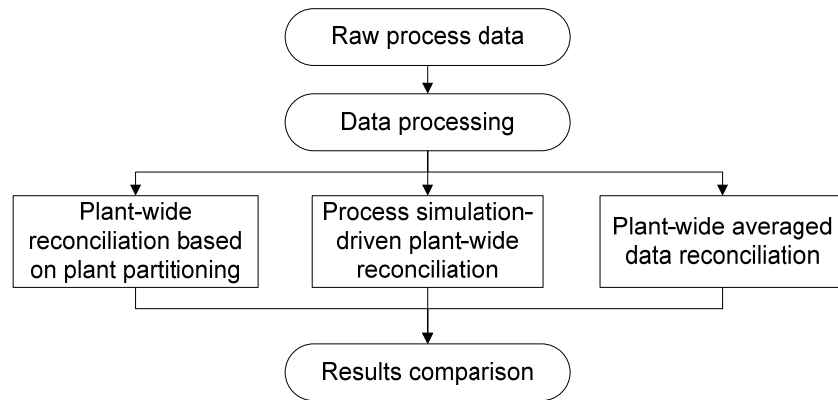 Raw process data
Data processing
Plant-wide
reconciliation based
on plant partitioning
Process simulation-
driven plant-wide
reconciliation
Plant-wide averaged
data reconciliation
Results comparison